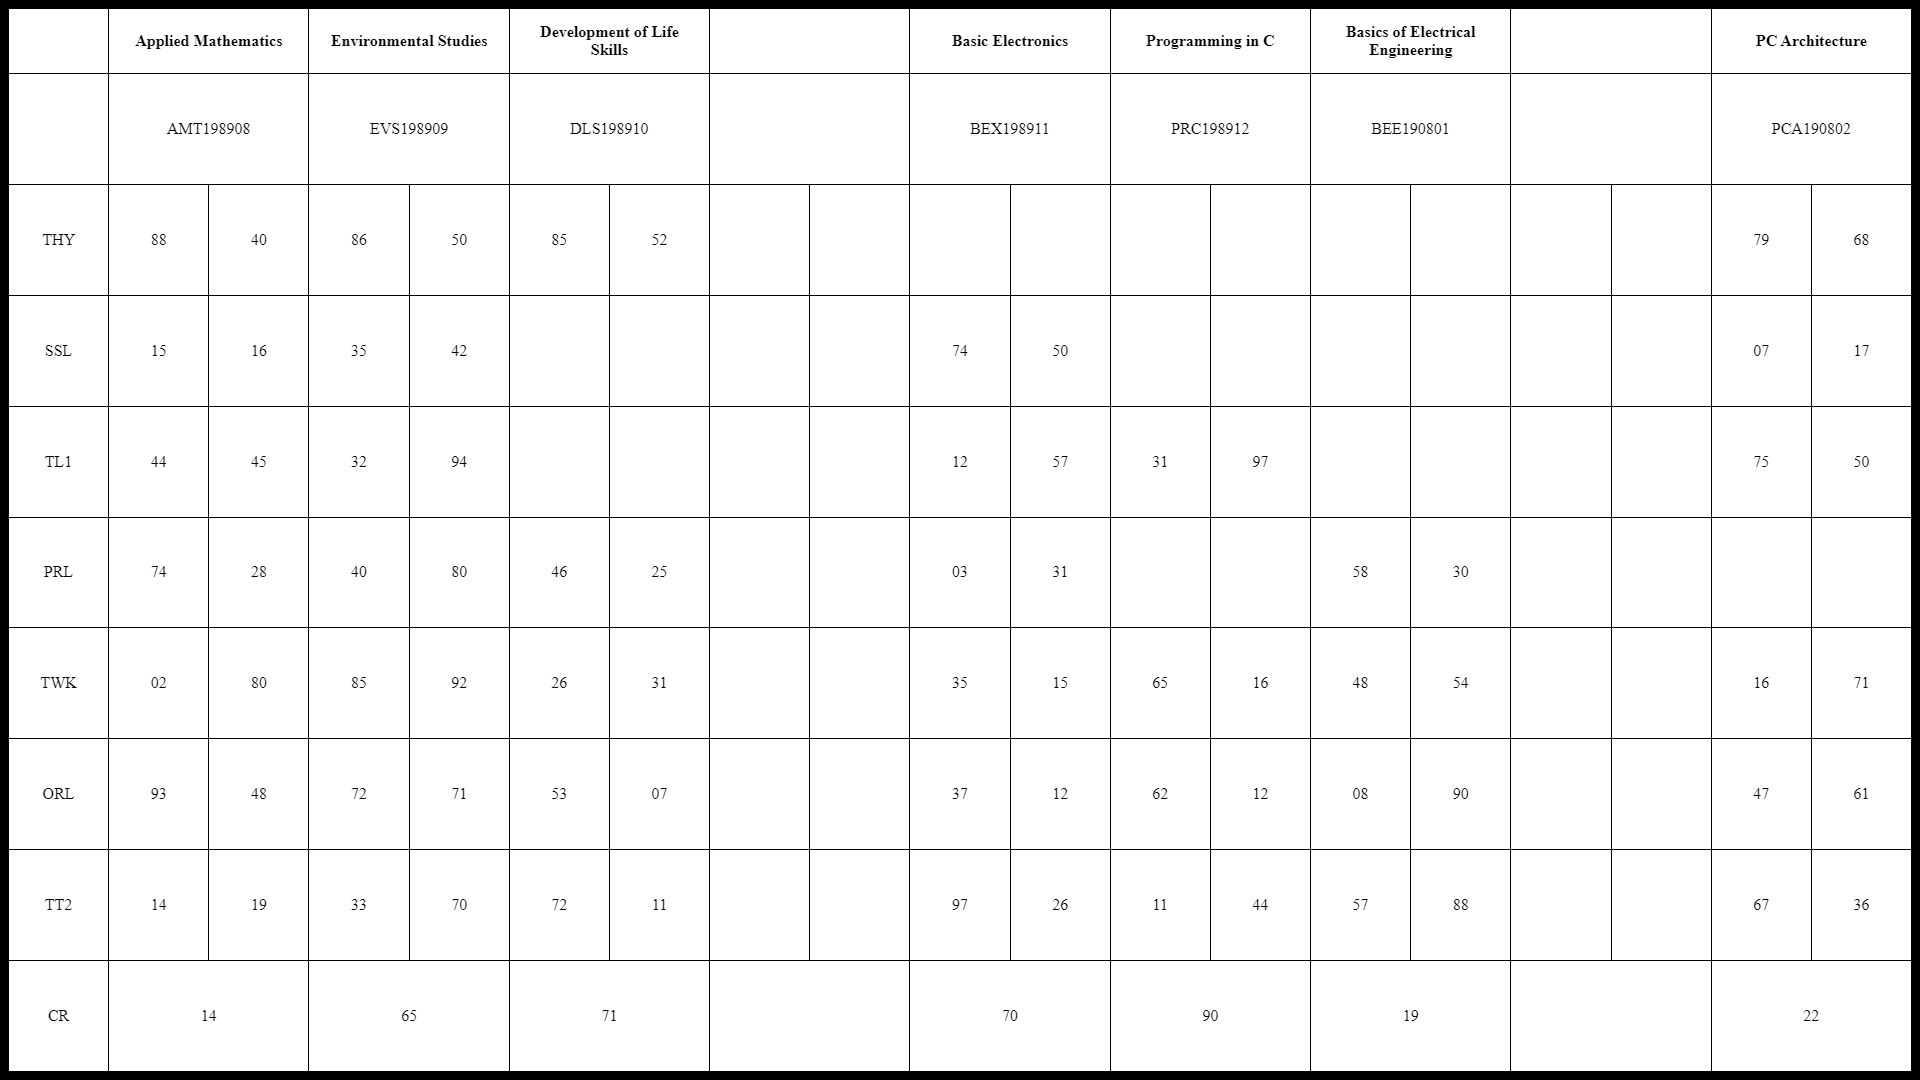 Applied Mathematics Environmental Studies Development of Life Skills Basic Electronics Programming in C Basics of Electrical Engineering PC Architecture
AMT198908 EVS198909 DLS198910 BEX198911 PRC198912 BEE190801 PCA190802
THY 88 40 86 50 85 52 79 68
SSL 15 16 35 42 74 50 07 17
TL1 44 45 32 94 12 57 31 97 75 50
PRL 74 28 40 80 46 25 03 31 58 30
TWK 02 80 85 92 26 31 35 15 65 16 48 54 16 71
ORL 93 48 72 71 53 07 37 12 62 12 08 90 47 61
TT2 14 19 33 70 72 11 97 26 11 44 57 88 67 36
CR 14 65 71 70 90 19 22